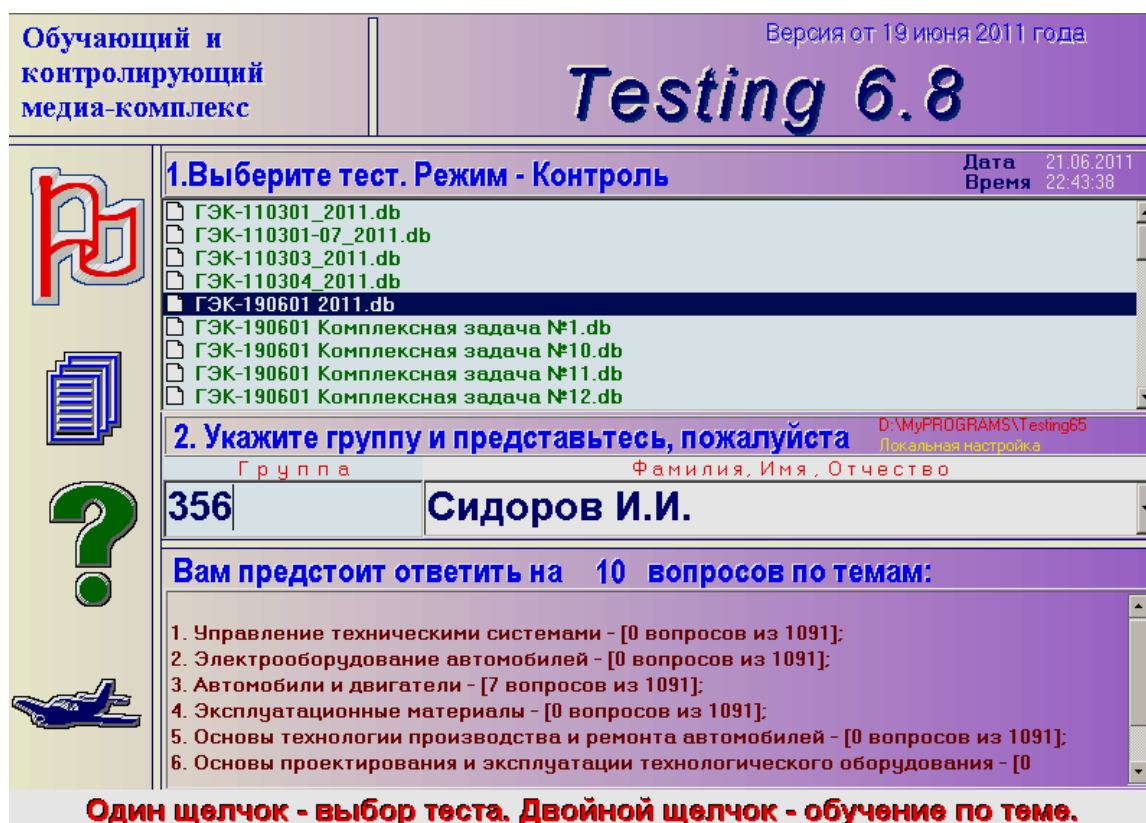 Обучающий и
контролирующий
медиа-комплекс
Версия от 19 июня 2011 года
Testing 6.8
1.Выберите тест. Режим - Контроль
Дата 21.06.2011
Время 22:43:38
ГЭК-110301_2011.db
ГЭК-110301-07_2011.db
ГЭК-110303_2011.db
ГЭК-110304_2011.db
ГЭК-190601 2011.db
ГЭК-190601 Комплексная задача №1.db
ГЭК-190601 Комплексная задача №10.db
ГЭК-190601 Комплексная задача №11.db
ГЭК-190601 Комплексная задача №12.db
2. Укажите группу и представьтесь, пожалуйста
D:\MyPROGRAMS\Testing65
Локальная настройка
Группа Фамилия, Имя, Отчество
356 Сидоров И.И.
Вам предстоит ответить на 10 вопросов по темам:
1. Управление техническими системами - [0 вопросов из 1091];
2. Электрооборудование автомобилей - [0 вопросов из 1091];
3. Автомобили и двигатели - [7 вопросов из 1091];
4. Эксплуатационные материалы - [0 вопросов из 1091];
5. Основы технологии производства и ремонта автомобилей - [0 вопросов из 1091];
6. Основы проектирования и эксплуатации технологического оборудования - [0
Один щелчок - выбор теста. Двойной щелчок - обучение по теме.